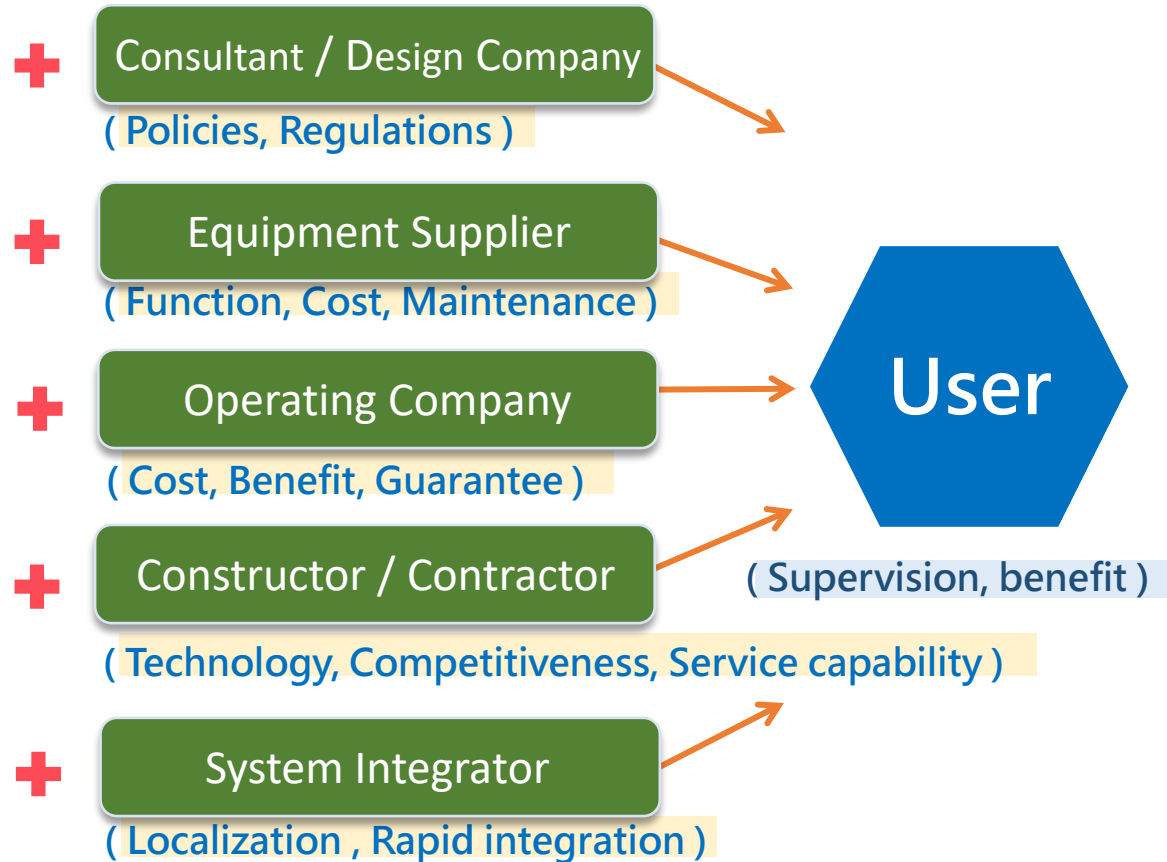 Consultant / Design Company
( Policies, Regulations )
Equipment Supplier
( Function, Cost, Maintenance )
Operating Company
( Cost, Benefit, Guarantee )
Constructor / Contractor
( Technology, Competitiveness, Service capability )
System Integrator
( Localization , Rapid integration )
User
( Supervision, benefit )